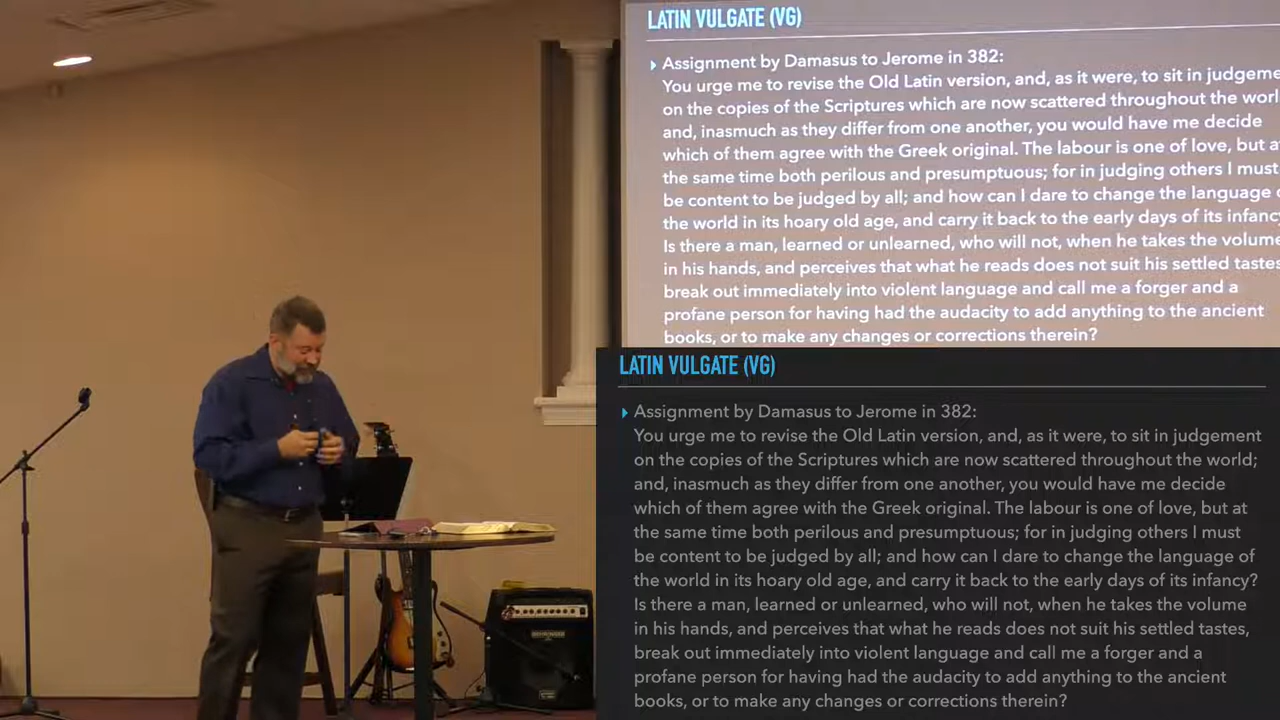 LATIN VULGATE (VG)
Assignment by Damasus to Jerome in 382:
You urge me to revise the Old Latin version, and, as it were, to sit in judgeme
on the copies of the Scriptures which are now scattered throughout the worl
and, inasmuch as they differ from one another, you would have me decide
which of them agree with the Greek original. The labour is one of love, but at
the same time both perilous and presumptuous; for in judging others I must
be content to be judged by all; and how can I dare to change the language o
the world in its hoary old age, and carry it back to the early days of its infancy
Is there a man, learned or unlearned, who will not, when he takes the volume
in his hands, and perceives that what he reads does not suit his settled tastes
break out immediately into violent language and call me a forger and a
profane person for having had the audacity to add anything to the ancient
books, or to make any changes or corrections therein?
LATIN VULGATE (VG)
Assignment by Damasus to Jerome in 382:
You urge me to revise the Old Latin version, and, as it were, to sit in judgement
on the copies of the Scriptures which are now scattered throughout the world;
and, inasmuch as they differ from one another, you would have me decide
which of them agree with the Greek original. The labour is one of love, but at
the same time both perilous and presumptuous; for in judging others I must
be content to be judged by all; and how can I dare to change the language of
the world in its hoary old age, and carry it back to the early days of its infancy?
Is there a man, learned or unlearned, who will not, when he takes the volume
in his hands, and perceives that what he reads does not suit his settled tastes,
break out immediately into violent language and call me a forger and a
profane person for having had the audacity to add anything to the ancient
books, or to make any changes or corrections therein?
BEHRINGER